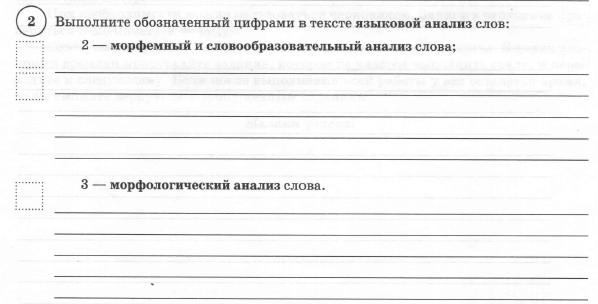 2 Выполните обозначенный цифрами в тексте языковой анализ слов:
2 — морфемный и словообразовательный анализ слова;
3 — морфологический анализ слова.